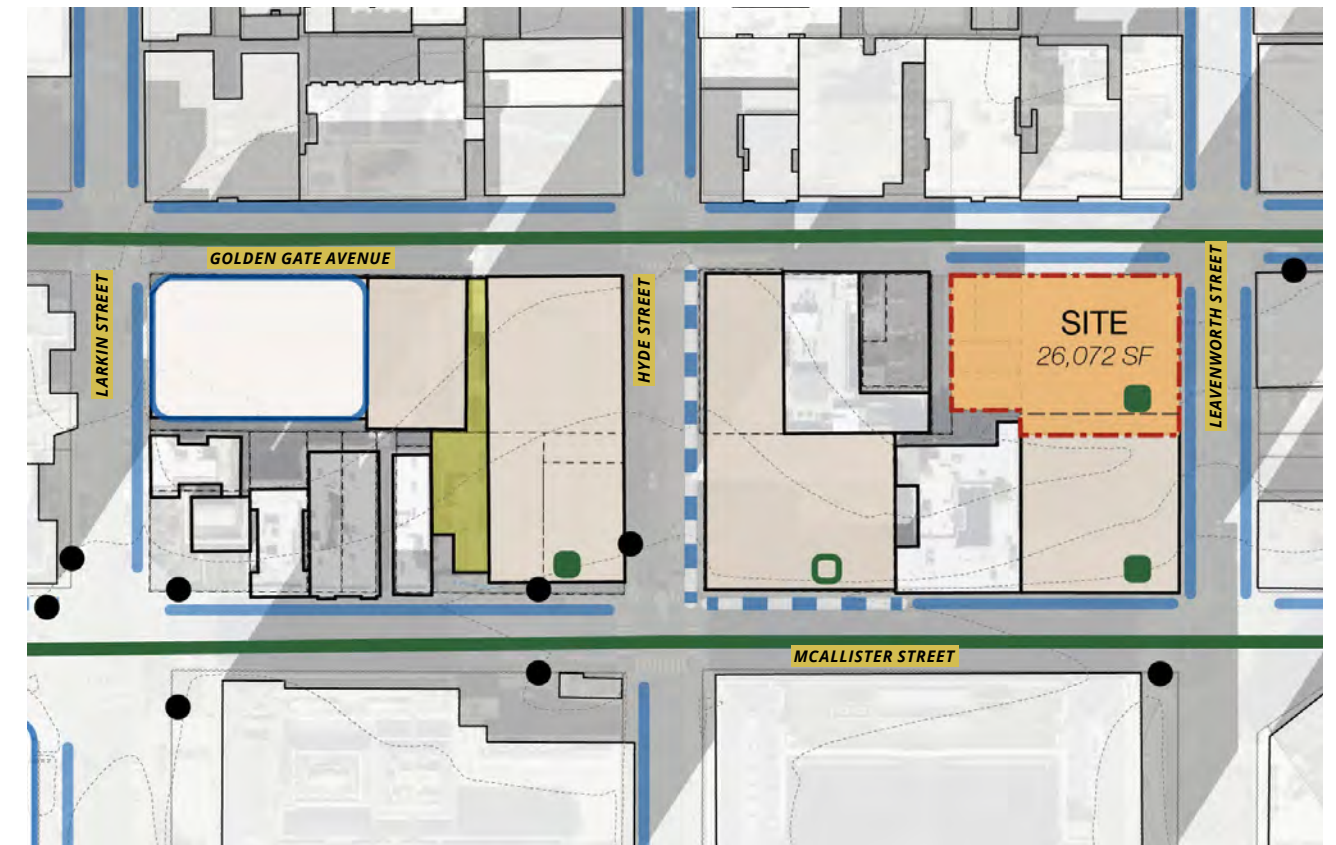 GOLDEN GATE AVENUE
LARKIN STREET
HYDE STREET
LEAVENWORTH STREET
SITE
26,072 SF
MCALLISTER STREET